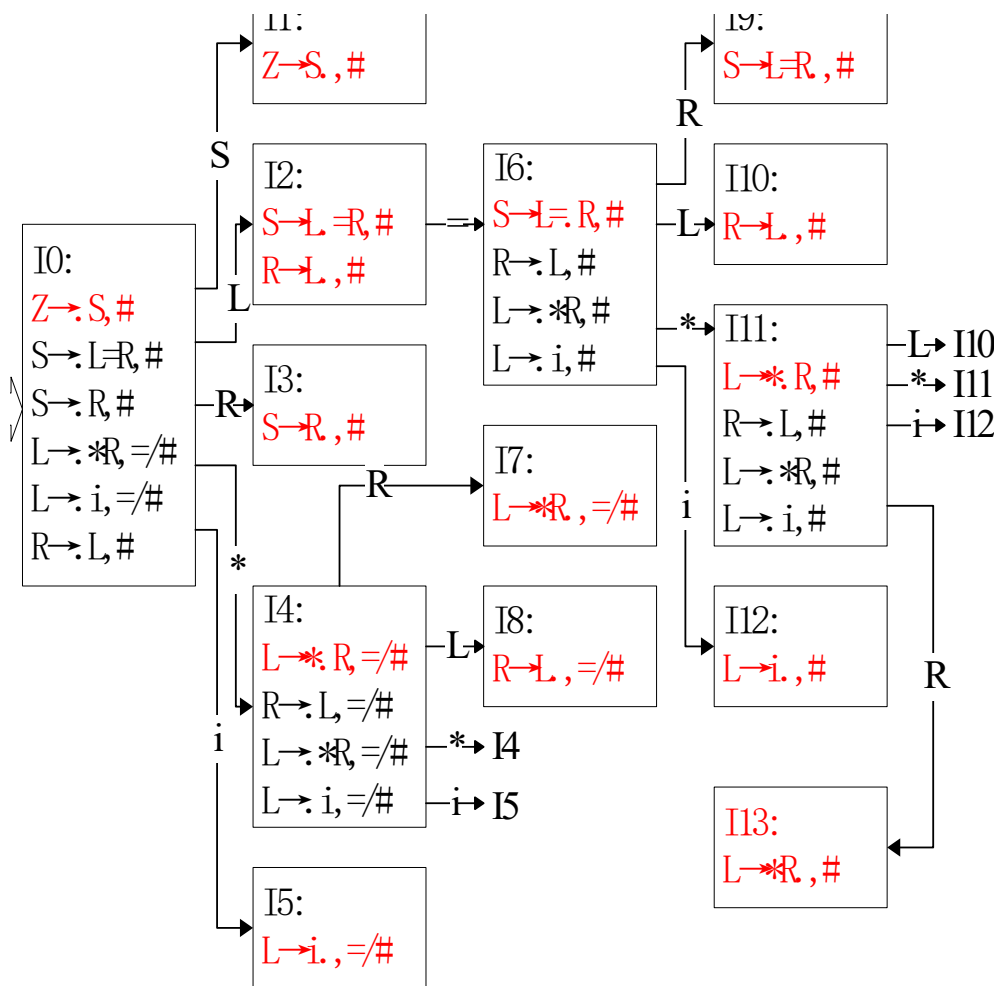 I1:
Z→S.,#
I9:
S→L=R.,#
S
R
I2:
S→L.=R,#
R→L.,#
=
I6:
S→L=.R,#
R→.L,#
L→.*R,#
L→.i,#
L
I10:
R→L.,#
I0:
Z→.S,#
S→.L=R,#
S→.R,#
L→.*R,=/#
L→.i,=/#
R→.L,#
L
R
*
i
I3:
S→R.,#
*
I11:
L→*.R,#
R→.L,#
L→.*R,#
L→.i,#
L I10
* I11
i I12
R
I7:
L→*R.,=/#
i
I4:
L→*.R,=/#
R→.L,=/#
L→.*R,=/#
L→.i,=/#
L
* I4
i I5
I8:
R→L.,=/#
I12:
L→i.,#
R
I13:
L→*R.,#
I5:
L→i.,=/#